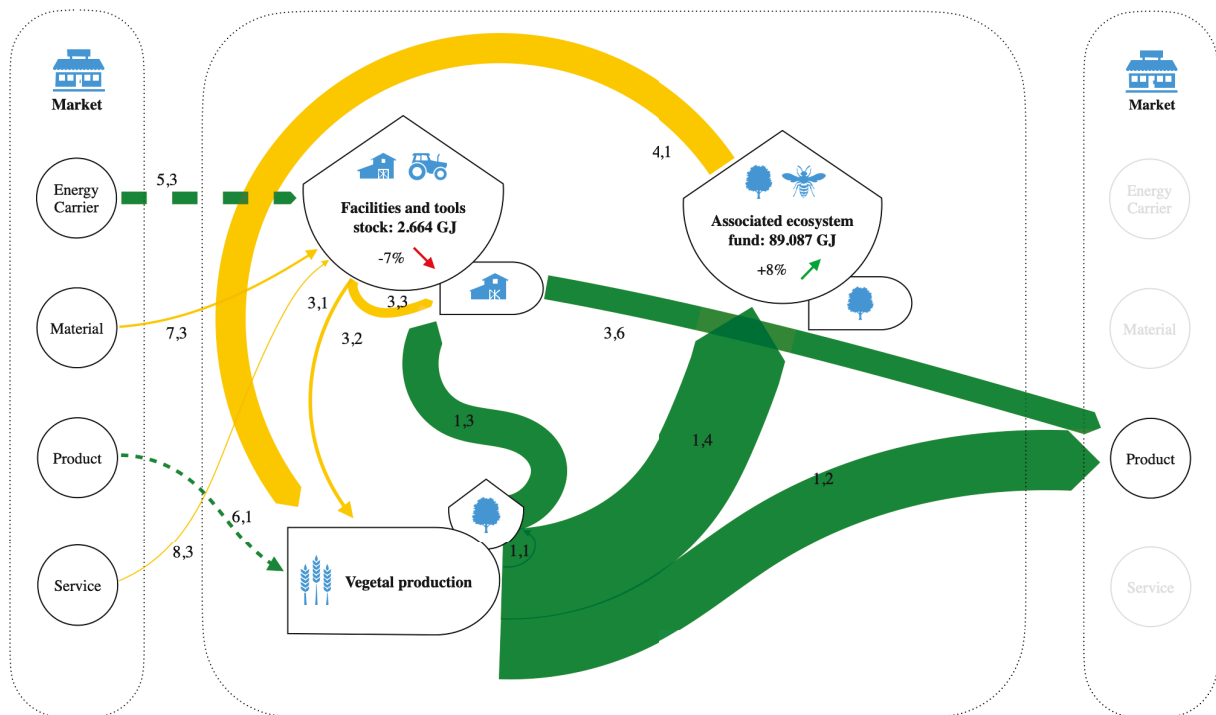 Market
Energy
Carrier
Material
Product
Service
5,3
7,3
6,1
8,3
Facilities and tools
stock: 2.664 GJ
-7%
3,1
3,3
3,2
4,1
Associated ecosystem
fund: 89.087 GJ
+8%
3,6
1,3
1,4
1,2
1,1
Vegetal production
Market
Energy
Carrier
Material
Product
Service